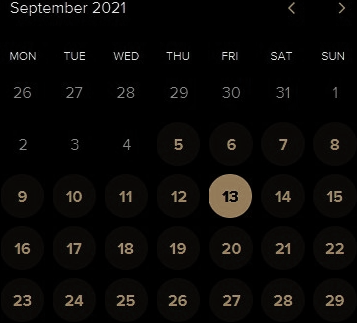 September 2021
MON TUE WED THU FRI SAT SUN
26 27 28 29 30 31 1
2 3 4 5 6 7 8
9 10 11 12 13 14 15
16 17 18 19 20 21 22
23 24 25 26 27 28 29